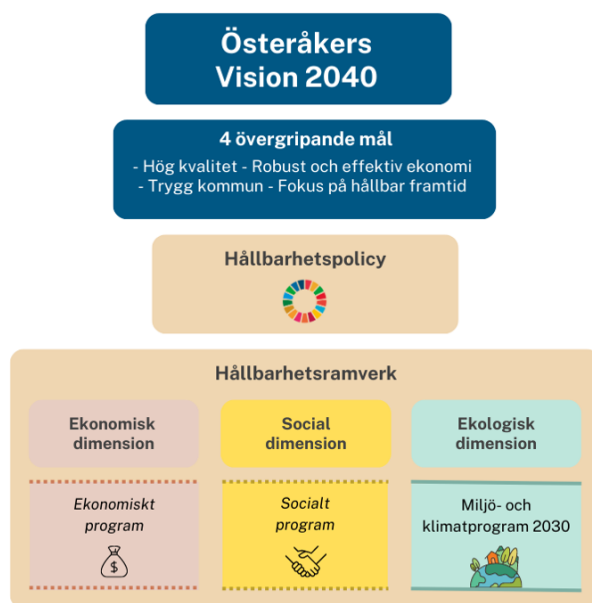 Österåkers
Vision 2040
4 övergripande mål
- Hög kvalitet - Robust och effektiv ekonomi
- Trygg kommun - Fokus på hållbar framtid
Hållbarhetspolicy
Hållbarhetsramverk
Ekonomisk
dimension
Social
dimension
Ekologisk
dimension
Ekonomiskt
program
$
Socialt
program
Miljö- och
klimatprogram 2030